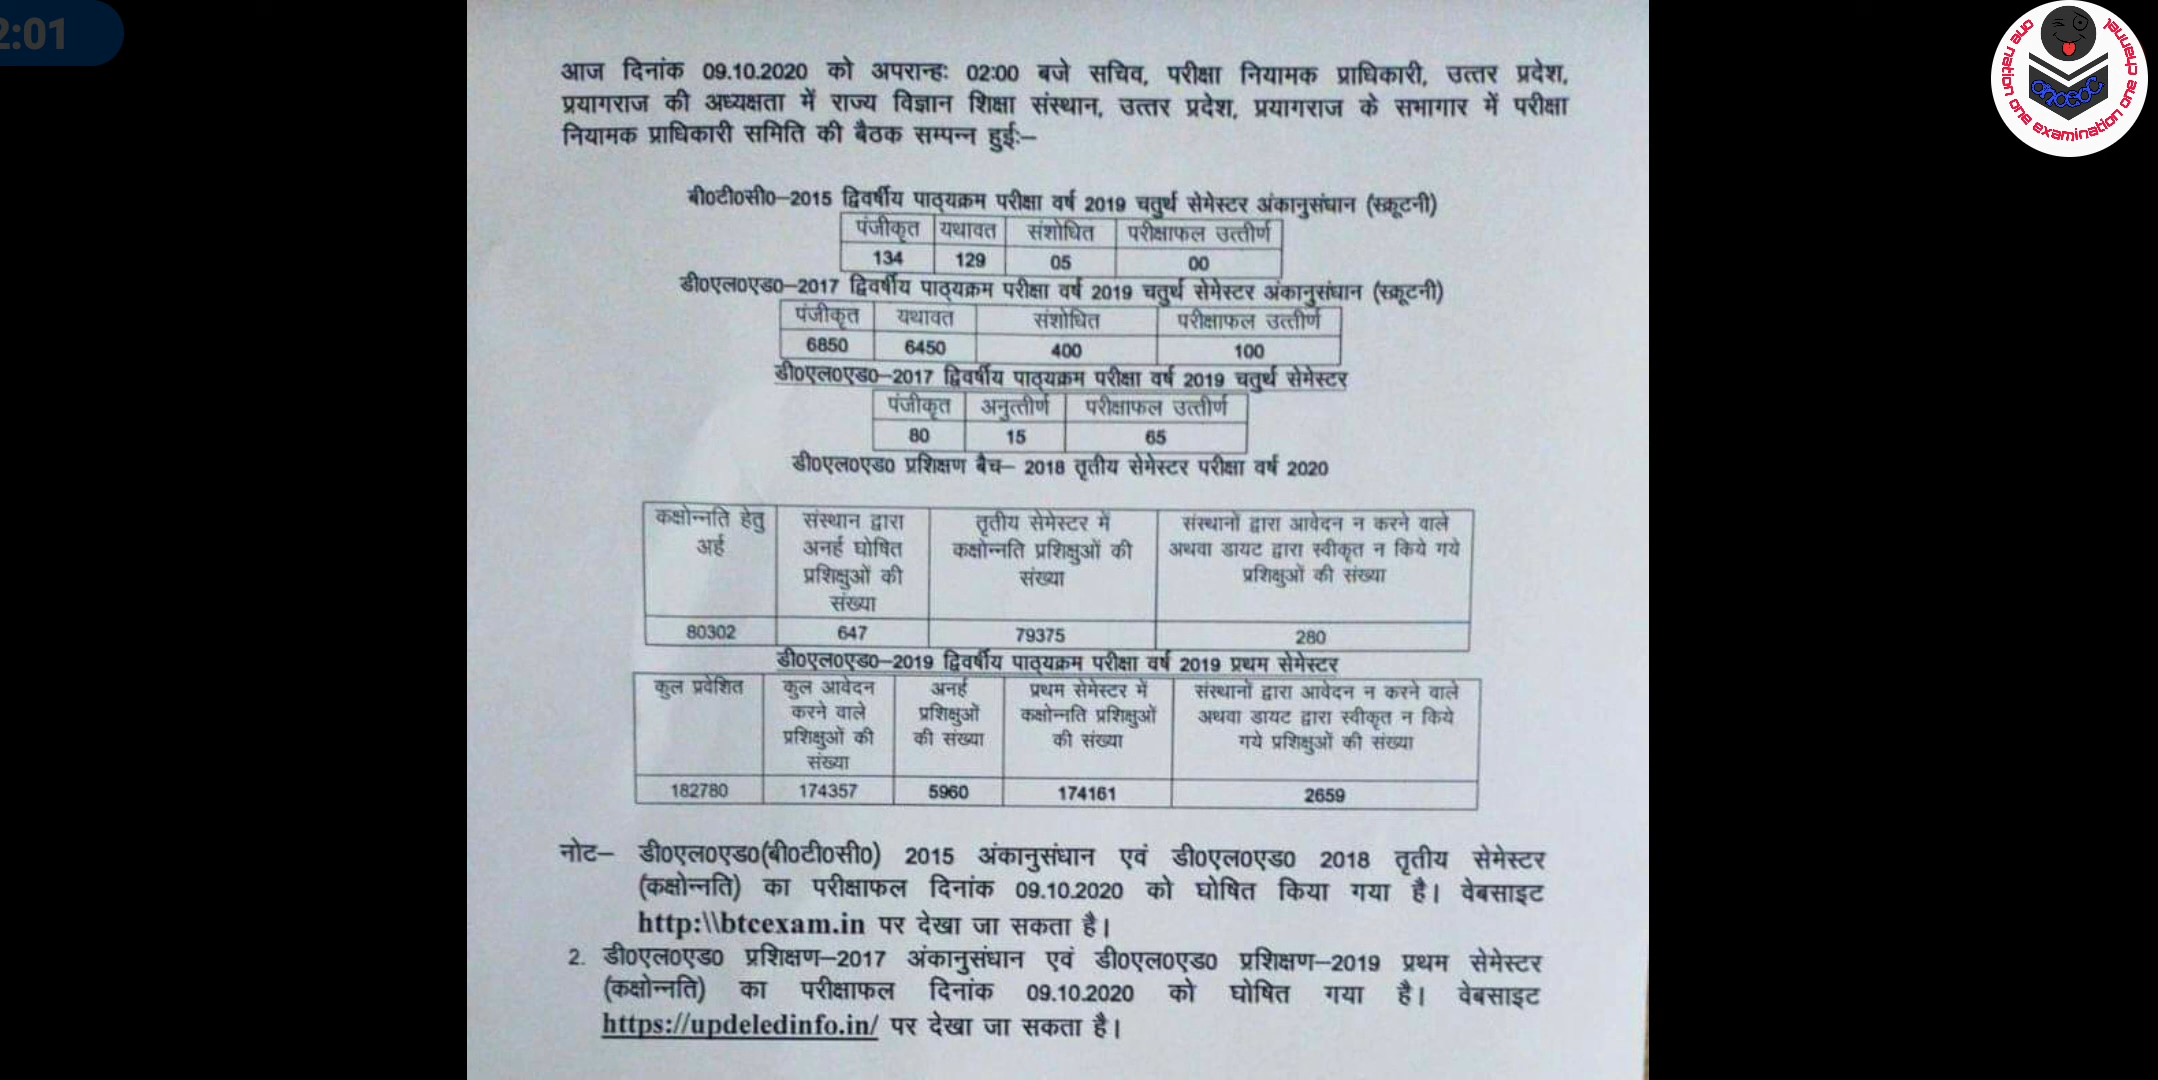 2:01
one nation one examination one channel
onceoc
आज दिनांक 09.10.2020 को अपरान्हः 02:00 बजे सचिव, परीक्षा नियामक प्राधिकारी, उत्तर प्रदेश,
प्रयागराज की अध्यक्षता में राज्य विज्ञान शिक्षा संस्थान, उत्तर प्रदेश, प्रयागराज के सभागार में परीक्षा
नियामक प्राधिकारी समिति की बैठक सम्पन्न हुईः–
बी0टी0सी0–2015 द्विवर्षीय पाठ्यक्रम परीक्षा वर्ष 2019 चतुर्थ सेमेस्टर अंकानुसंधान (स्क्रूटनी)
पंजीकृत यथावत संशोधित परीक्षाफल उत्तीर्ण
134 129 05 00
डी0एल0एड0–2017 द्विवर्षीय पाठ्यक्रम परीक्षा वर्ष 2019 चतुर्थ सेमेस्टर अंकानुसंधान (स्क्रूटनी)
पंजीकृत यथावत संशोधित परीक्षाफल उत्तीर्ण
6850 6450 400 100
डी0एल0एड0–2017 द्विवर्षीय पाठ्यक्रम परीक्षा वर्ष 2019 चतुर्थ सेमेस्टर
पंजीकृत अनुत्तीर्ण परीक्षाफल उत्तीर्ण
80 15 65
डी0एल0एड0 प्रशिक्षण बैच– 2018 तृतीय सेमेस्टर परीक्षा वर्ष 2020
कक्षोन्नति हेतु संस्थान द्वारा तृतीय सेमेस्टर में संस्थानों द्वारा आवेदन न करने वाले
अर्ह अनर्ह घोषित कक्षोन्नति प्रशिक्षुओं की अथवा डायट द्वारा स्वीकृत न किये गये
प्रशिक्षुओं की संख्या प्रशिक्षुओं की संख्या
संख्या
80302 647 79375 280
डी0एल0एड0–2019 द्विवर्षीय पाठ्यक्रम परीक्षा वर्ष 2019 प्रथम सेमेस्टर
कुल प्रवेशित कुल आवेदन अनर्ह प्रथम सेमेस्टर में संस्थानों द्वारा आवेदन न करने वाले
करने वाले प्रशिक्षुओं कक्षोन्नति प्रशिक्षुओं अथवा डायट द्वारा स्वीकृत न किये
प्रशिक्षुओं की की संख्या की संख्या गये प्रशिक्षुओं की संख्या
संख्या
182780 174357 5960 174161 2659
नोट– डी0एल0एड0(बी0टी0सी0) 2015 अंकानुसंधान एवं डी0एल0एड0 2018 तृतीय सेमेस्टर
(कक्षोन्नति) का परीक्षाफल दिनांक 09.10.2020 को घोषित किया गया है। वेबसाइट
http:\\btcexam.in पर देखा जा सकता है।
2. डी0एल0एड0 प्रशिक्षण–2017 अंकानुसंधान एवं डी0एल0एड0 प्रशिक्षण–2019 प्रथम सेमेस्टर
(कक्षोन्नति) का परीक्षाफल दिनांक 09.10.2020 को घोषित गया है। वेबसाइट
https://updeledinfo.in/ पर देखा जा सकता है।